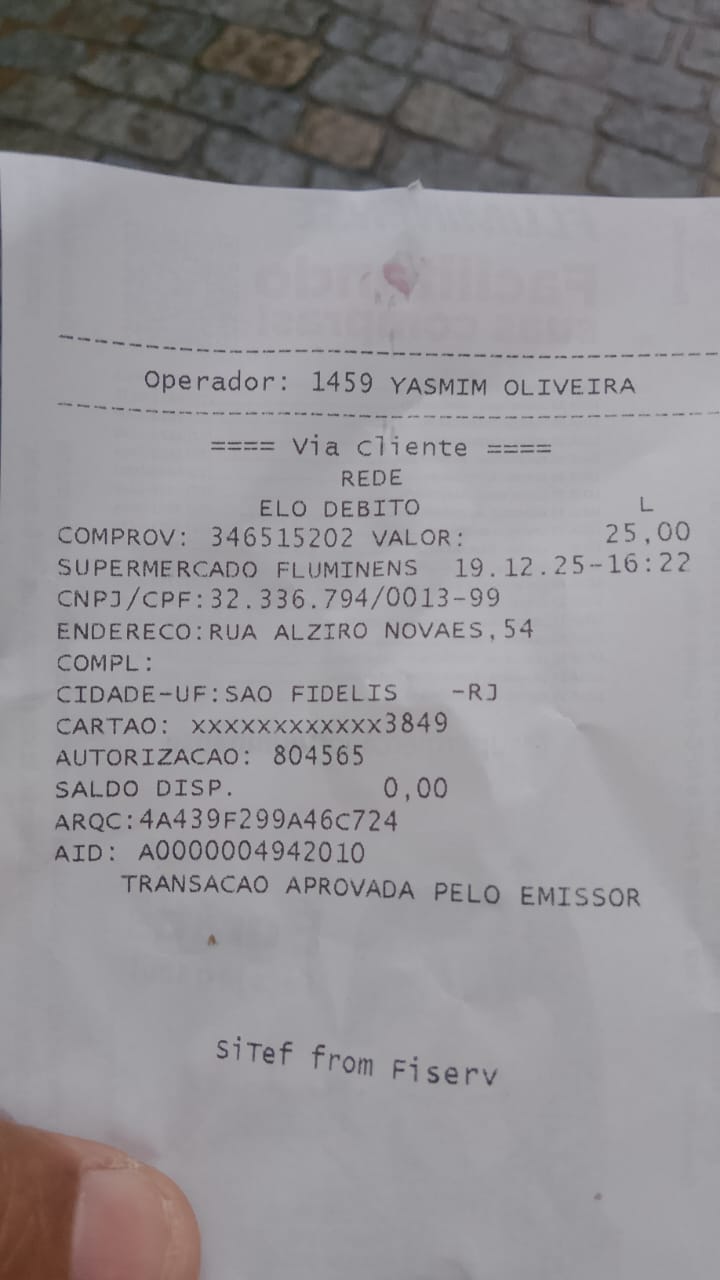 Operador: 1459 YASMIM OLIVEIRA
==== Via Cliente ====
REDE
ELO DEBITO L
COMPROV: 346515202 VALOR: 25,00
SUPERMERCADO FLUMINENS 19.12.25-16:22
CNPJ/CPF:32.336.794/0013-99
ENDERECO:RUA ALZIRO NOVAES,54
COMPL:
CIDADE-UF:SAO FIDELIS -RJ
CARTAO: xxxxxxxxxxxx3849
AUTORIZACAO: 804565
SALDO DISP. 0,00
ARQC:4A439F299A46C724
AID: A0000004942010
TRANSACAO APROVADA PELO EMISSOR
SiTef from Fiserv